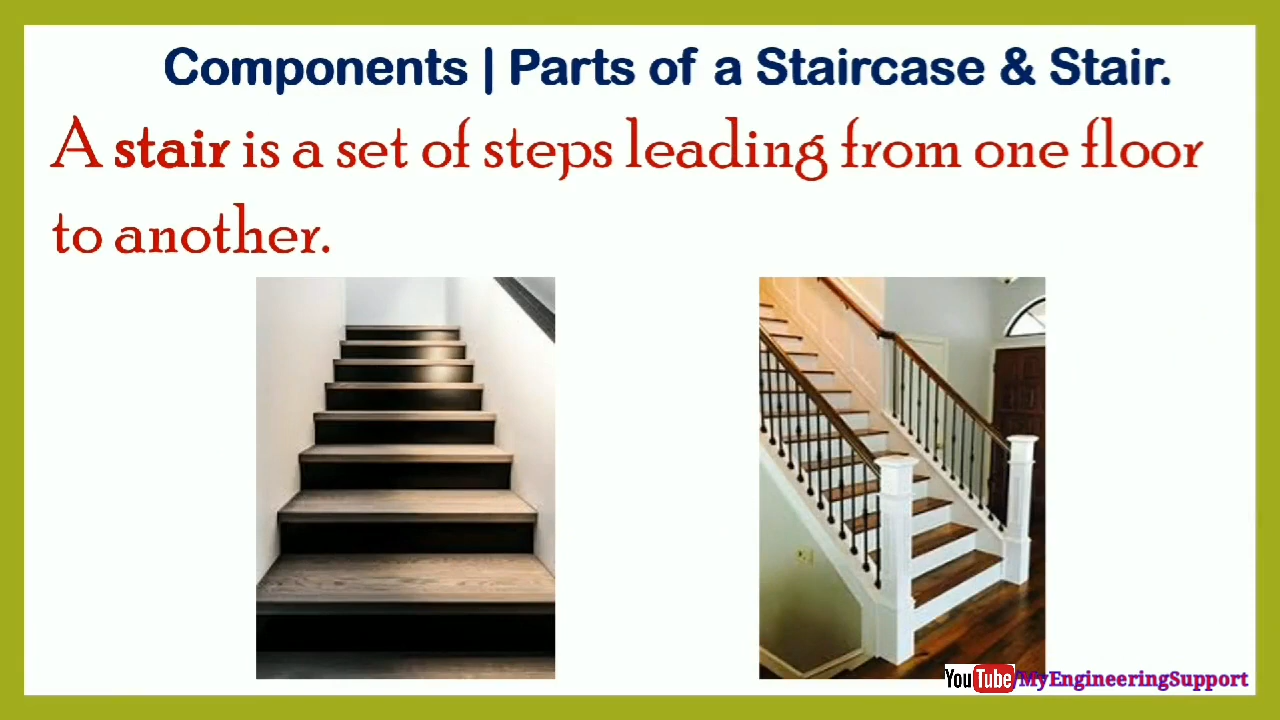 Components | Parts of a Staircase & Stair.
A stair is a set of steps leading from one floor
to another.
YouTube/MyEngineeringSupport